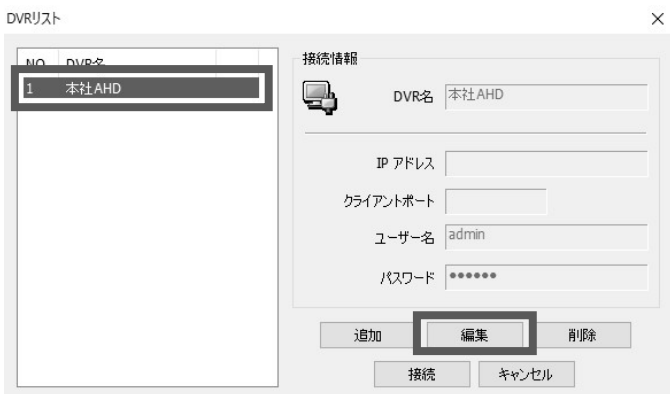 DVRリスト
NO. DVR名
1 本社AHD
接続情報
DVR名 本社AHD
IP アドレス
クライアントポート
ユーザー名 admin
パスワード ●●●●●●
追加 編集 削除
接続 キャンセル